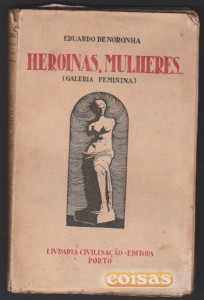 EDUARDO DE NORONHA
HEROINAS, MULHERES...
(GALERIA FEMININA)
LIVRARIA CIVILISAÇÃO - EDITORA
PORTO
coisas